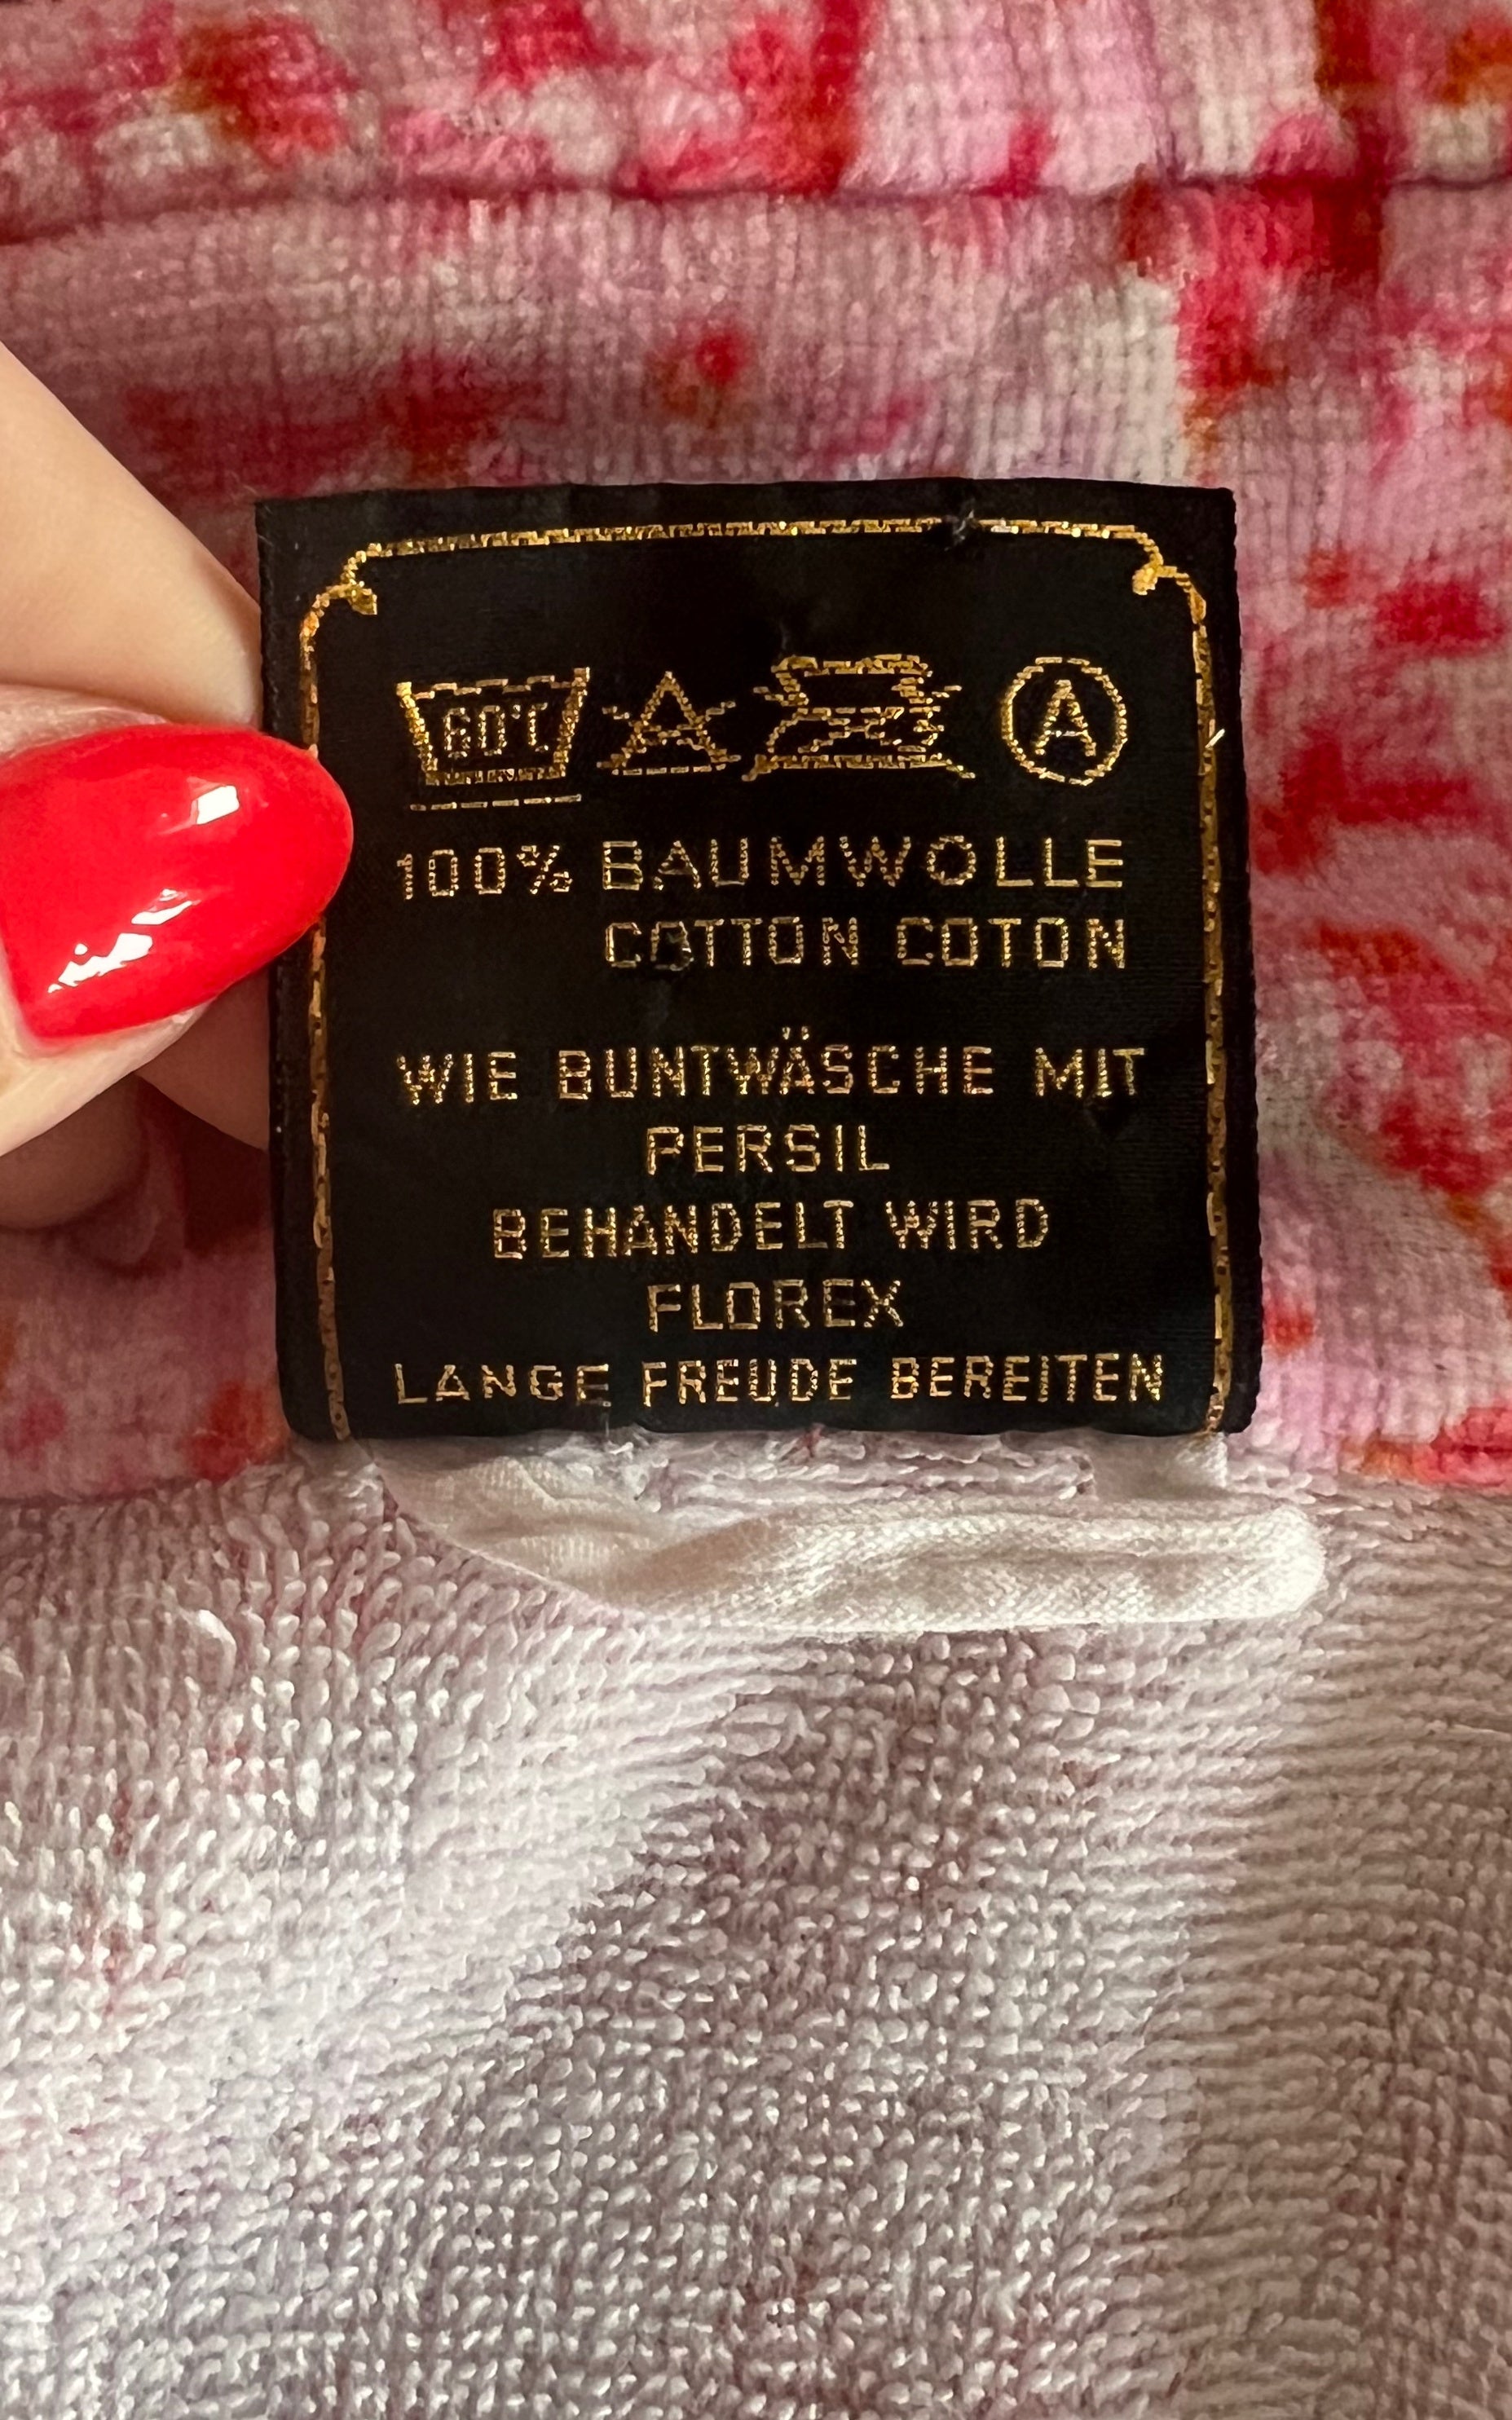 60°C A A
100% BAUMWOLLE
COTTON COTON
WIE BUNTWÄSCHE MIT
PERSIL
BEHANDELT WIRD
FLOREX
LANGE FREUDE BEREITEN